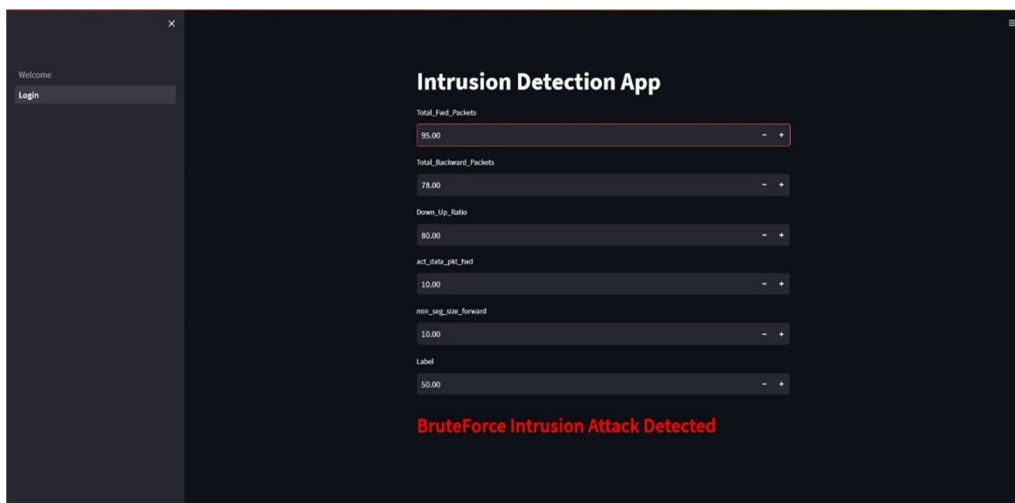 Welcome
Login
Intrusion Detection App
Total_Fwd_Packets
95.00
Total_Backward_Packets
78.00
Down_Up_Ratio
80.00
act_data_pkt_fwd
10.00
min_seg_size_forward
10.00
Label
50.00
BruteForce Intrusion Attack Detected